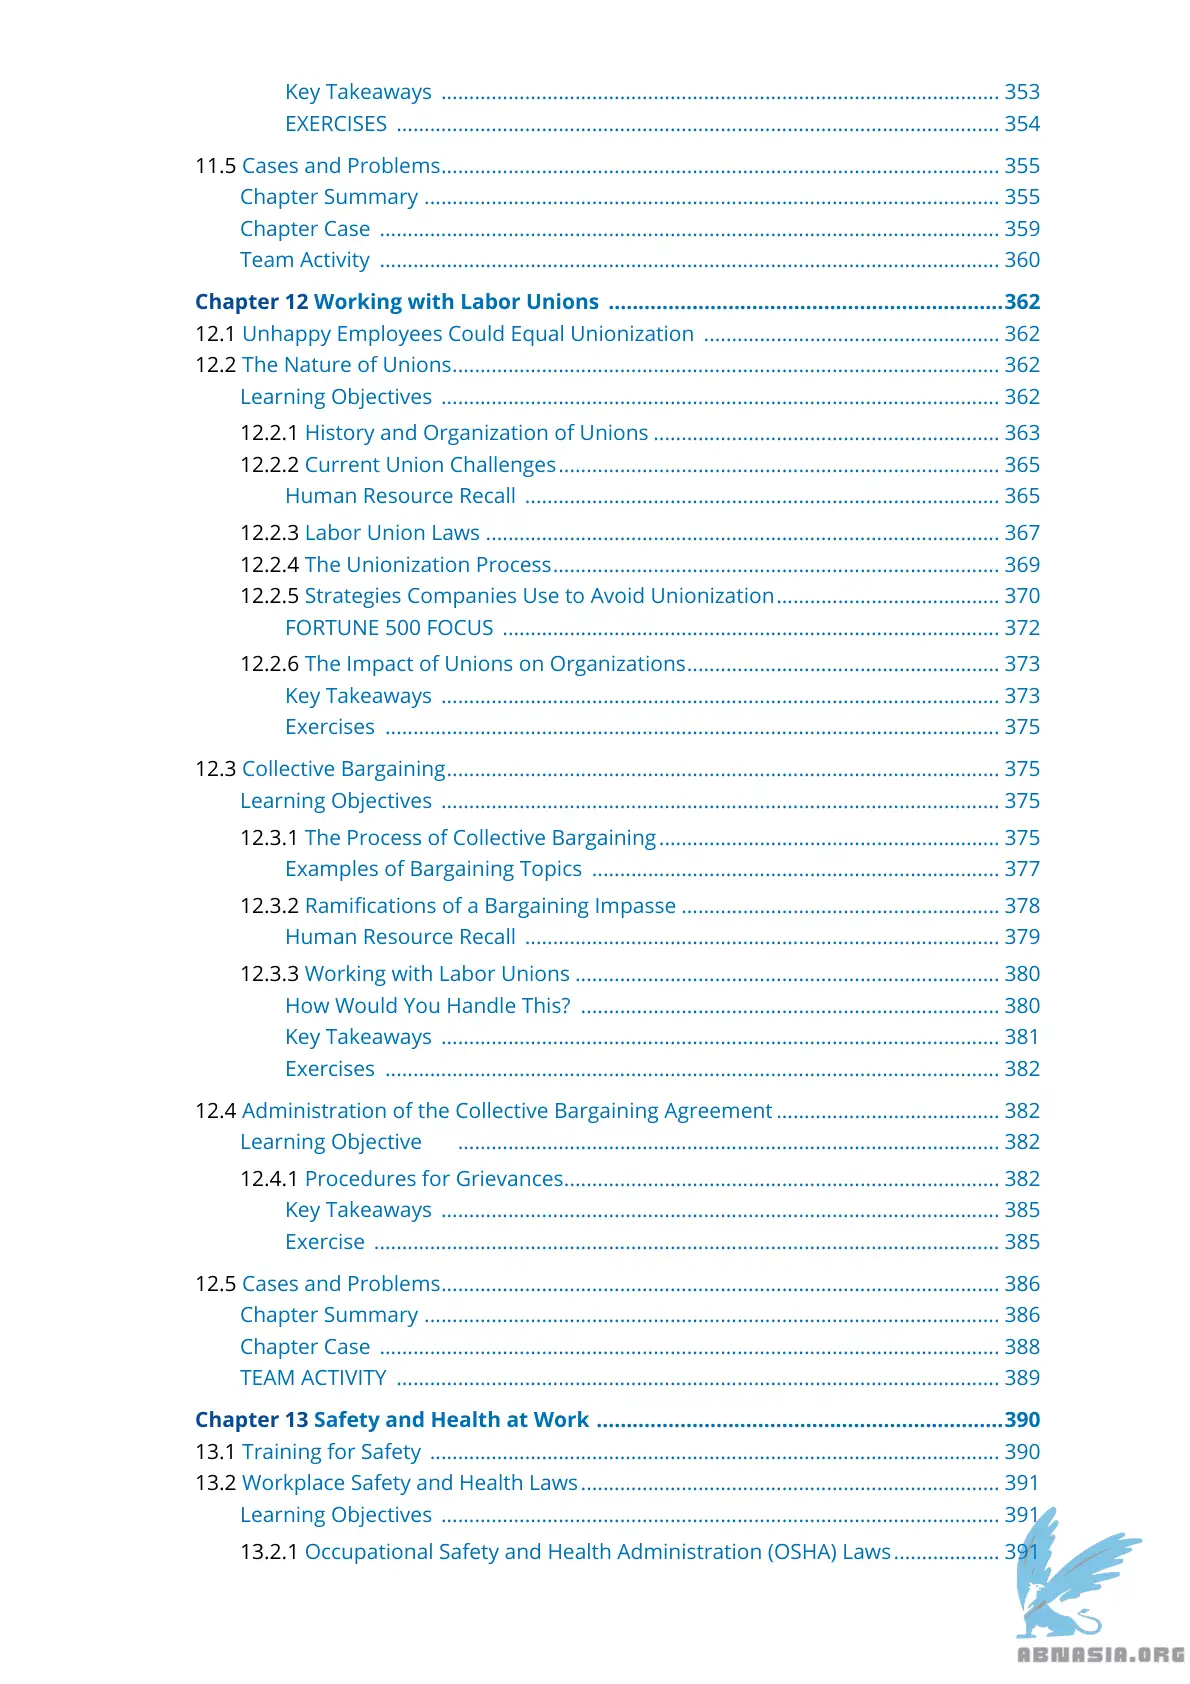 Key Takeaways ........ 353
EXERCISES ........ 354
11.5 Cases and Problems ........ 355
Chapter Summary ........ 355
Chapter Case ........ 359
Team Activity ........ 360
Chapter 12 Working with Labor Unions ........ 362
12.1 Unhappy Employees Could Equal Unionization ........ 362
12.2 The Nature of Unions ........ 362
Learning Objectives ........ 362
12.2.1 History and Organization of Unions ........ 363
12.2.2 Current Union Challenges ........ 365
Human Resource Recall ........ 365
12.2.3 Labor Union Laws ........ 367
12.2.4 The Unionization Process ........ 369
12.2.5 Strategies Companies Use to Avoid Unionization ........ 370
FORTUNE 500 FOCUS ........ 372
12.2.6 The Impact of Unions on Organizations ........ 373
Key Takeaways ........ 373
Exercises ........ 375
12.3 Collective Bargaining ........ 375
Learning Objectives ........ 375
12.3.1 The Process of Collective Bargaining ........ 375
Examples of Bargaining Topics ........ 377
12.3.2 Ramifications of a Bargaining Impasse ........ 378
Human Resource Recall ........ 379
12.3.3 Working with Labor Unions ........ 380
How Would You Handle This? ........ 380
Key Takeaways ........ 381
Exercises ........ 382
12.4 Administration of the Collective Bargaining Agreement ........ 382
Learning Objective ........ 382
12.4.1 Procedures for Grievances ........ 382
Key Takeaways ........ 385
Exercise ........ 385
12.5 Cases and Problems ........ 386
Chapter Summary ........ 386
Chapter Case ........ 388
TEAM ACTIVITY ........ 389
Chapter 13 Safety and Health at Work ........ 390
13.1 Training for Safety ........ 390
13.2 Workplace Safety and Health Laws ........ 391
Learning Objectives ........ 391
13.2.1 Occupational Safety and Health Administration (OSHA) Laws ........ 391
ABNASIA.ORG